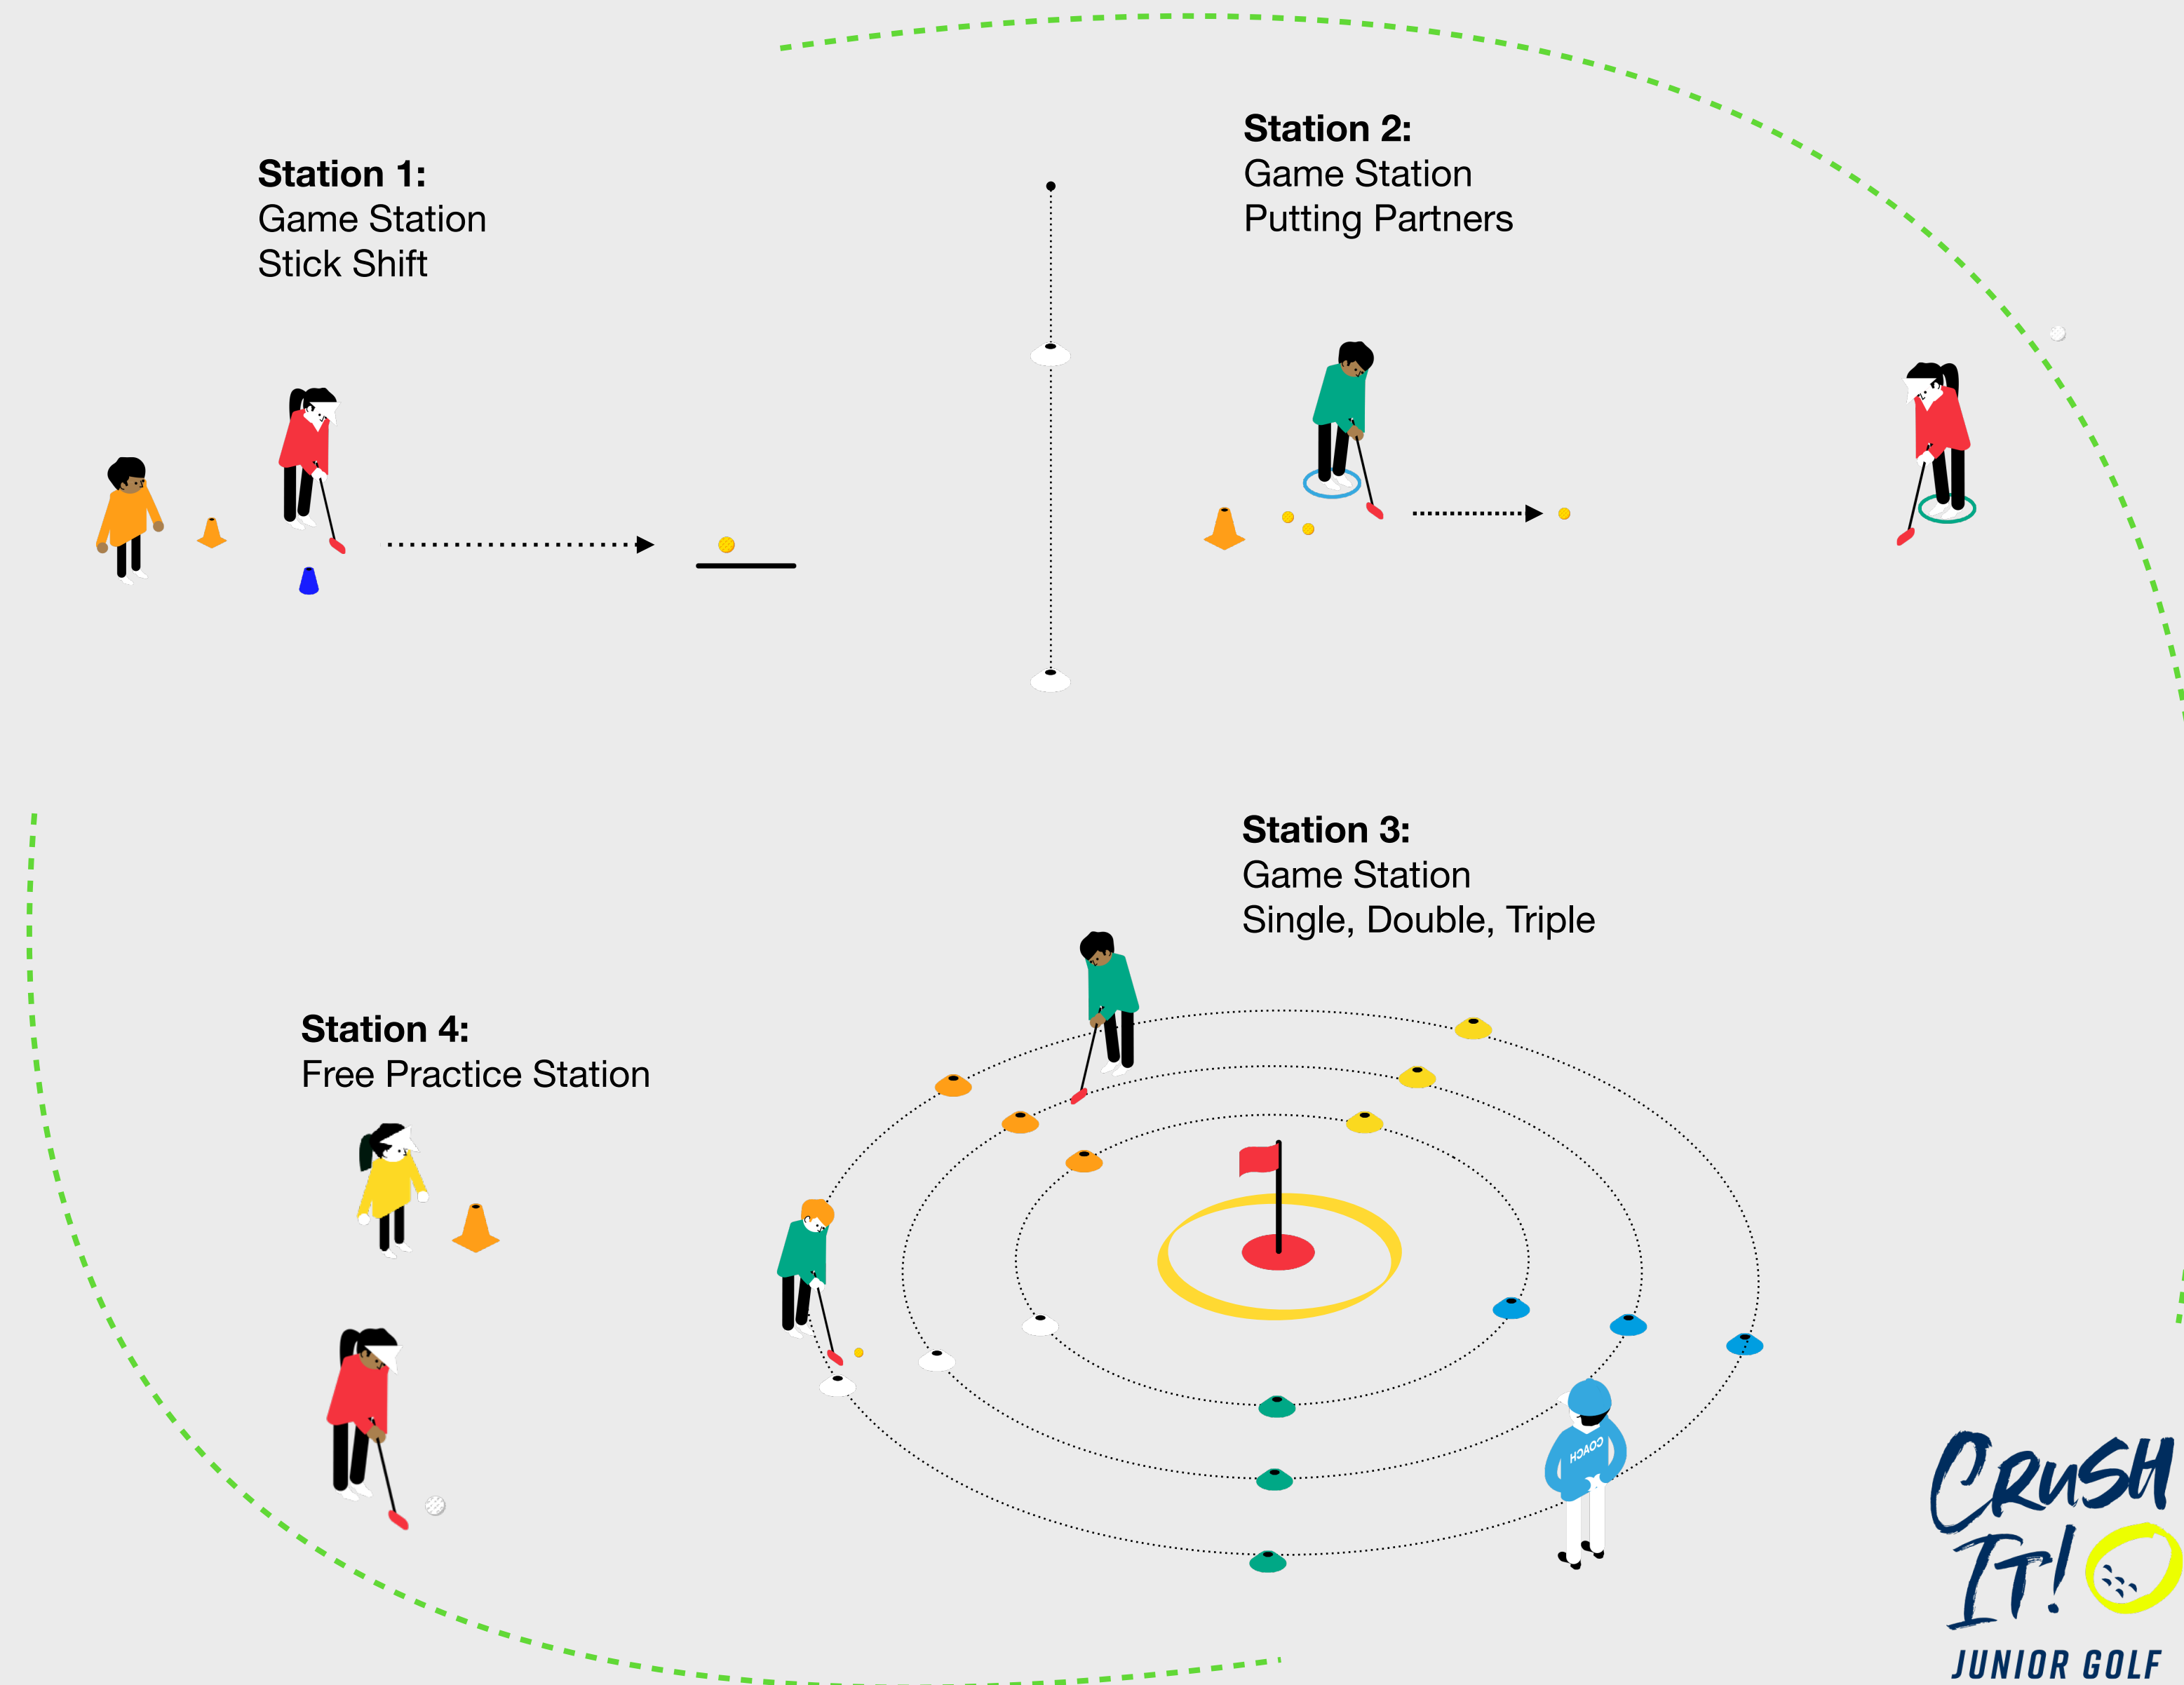 Station 1:
Game Station
Stick Shift
Station 2:
Game Station
Putting Partners
Station 3:
Game Station
Single, Double, Triple
Station 4:
Free Practice Station
COACH
CRUSH
IT!
JUNIOR GOLF